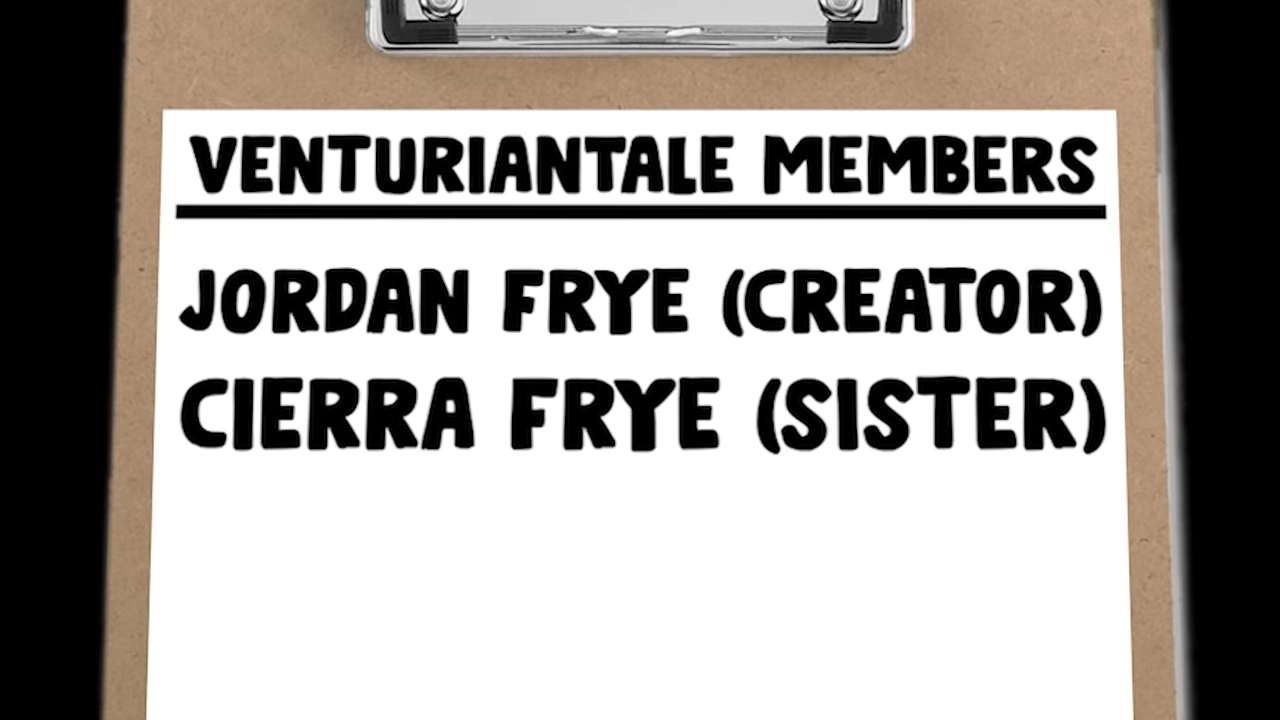 VENTURIANTALE MEMBERS
JORDAN FRYE (CREATOR)
CIERRA FRYE (SISTER)